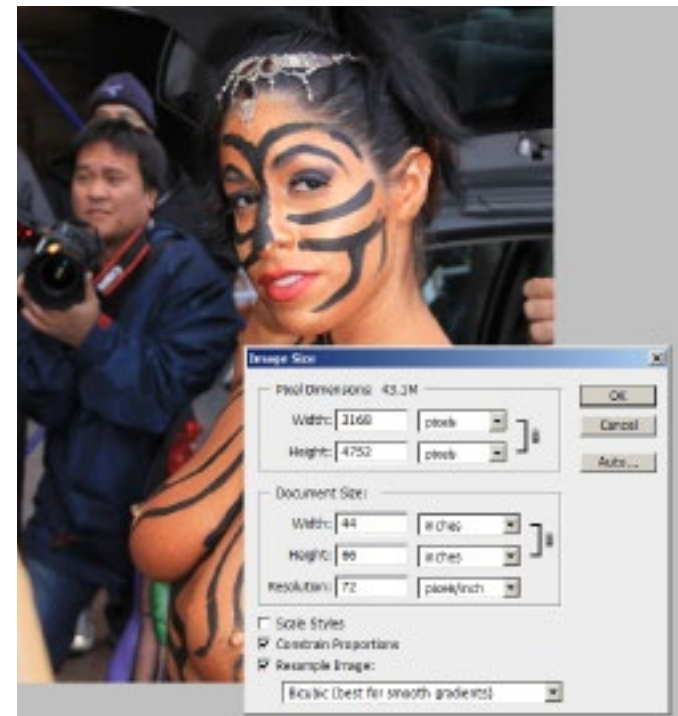 Image Size
Pixel Dimensions: 43.1M
Width: 3168 pixels
Height: 4752 pixels
OK
Cancel
Auto...
Document Size:
Width: 44 inches
Height: 66 inches
Resolution: 72 pixels/inch
Scale Styles
Constrain Proportions
Resample Image:
Bicubic (best for smooth gradients)